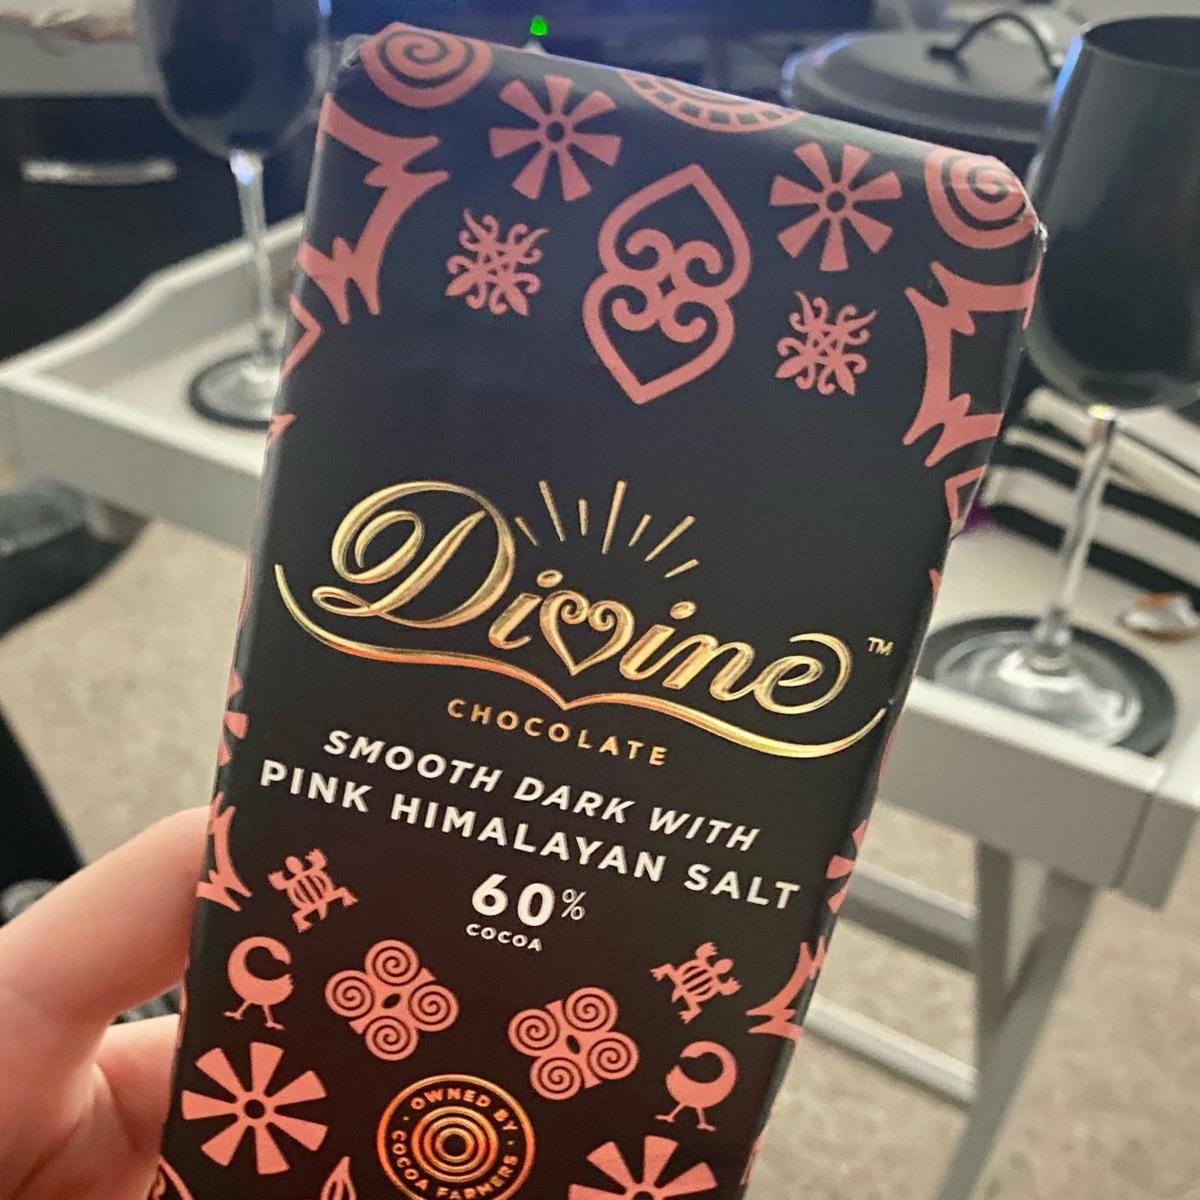 Divine™
CHOCOLATE
SMOOTH DARK WITH
PINK HIMALAYAN SALT
60%
COCOA
OWNED BY
COCOA FARMERS